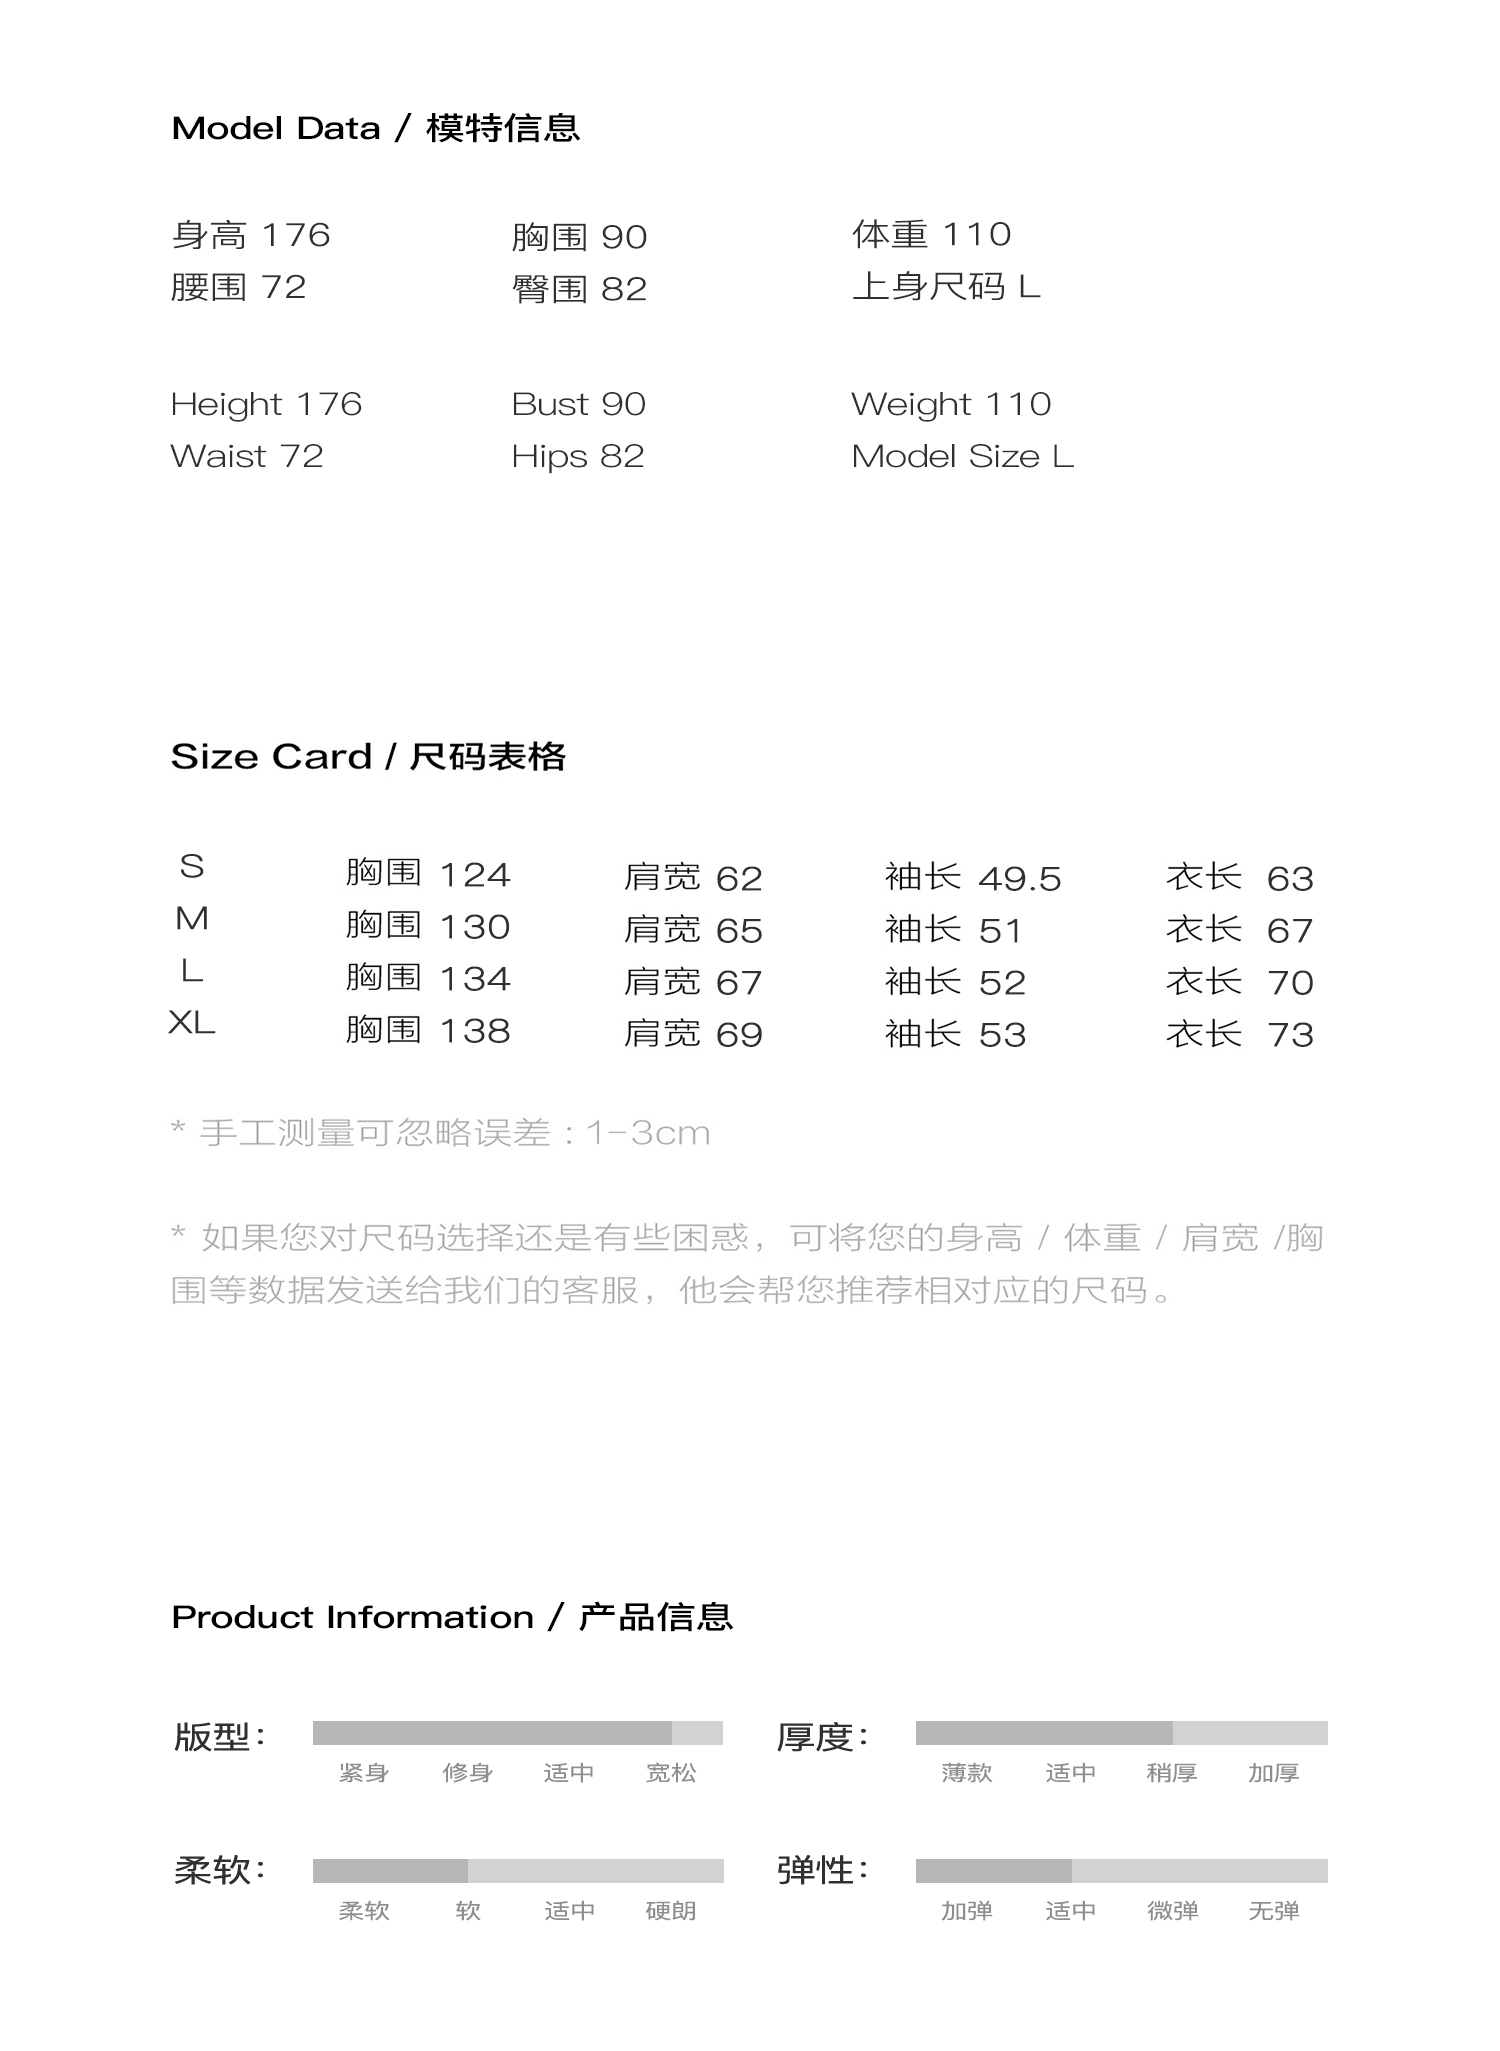 Model Data / 模特信息
身高 176 胸围 90 体重 110
腰围 72 臀围 82 上身尺码 L
Height 176 Bust 90 Weight 110
Waist 72 Hips 82 Model Size L
Size Card / 尺码表格
S 胸围 124 肩宽 62 袖长 49.5 衣长 63
M 胸围 130 肩宽 65 袖长 51 衣长 67
L 胸围 134 肩宽 67 袖长 52 衣长 70
XL 胸围 138 肩宽 69 袖长 53 衣长 73
* 手工测量可忽略误差 : 1-3cm
* 如果您对尺码选择还是有些困惑，可将您的身高 / 体重 / 肩宽 /胸
围等数据发送给我们的客服，他会帮您推荐相对应的尺码。
Product Information / 产品信息
版型： 厚度：
紧身 修身 适中 宽松 薄款 适中 稍厚 加厚
柔软： 弹性：
柔软 软 适中 硬朗 加弹 适中 微弹 无弹